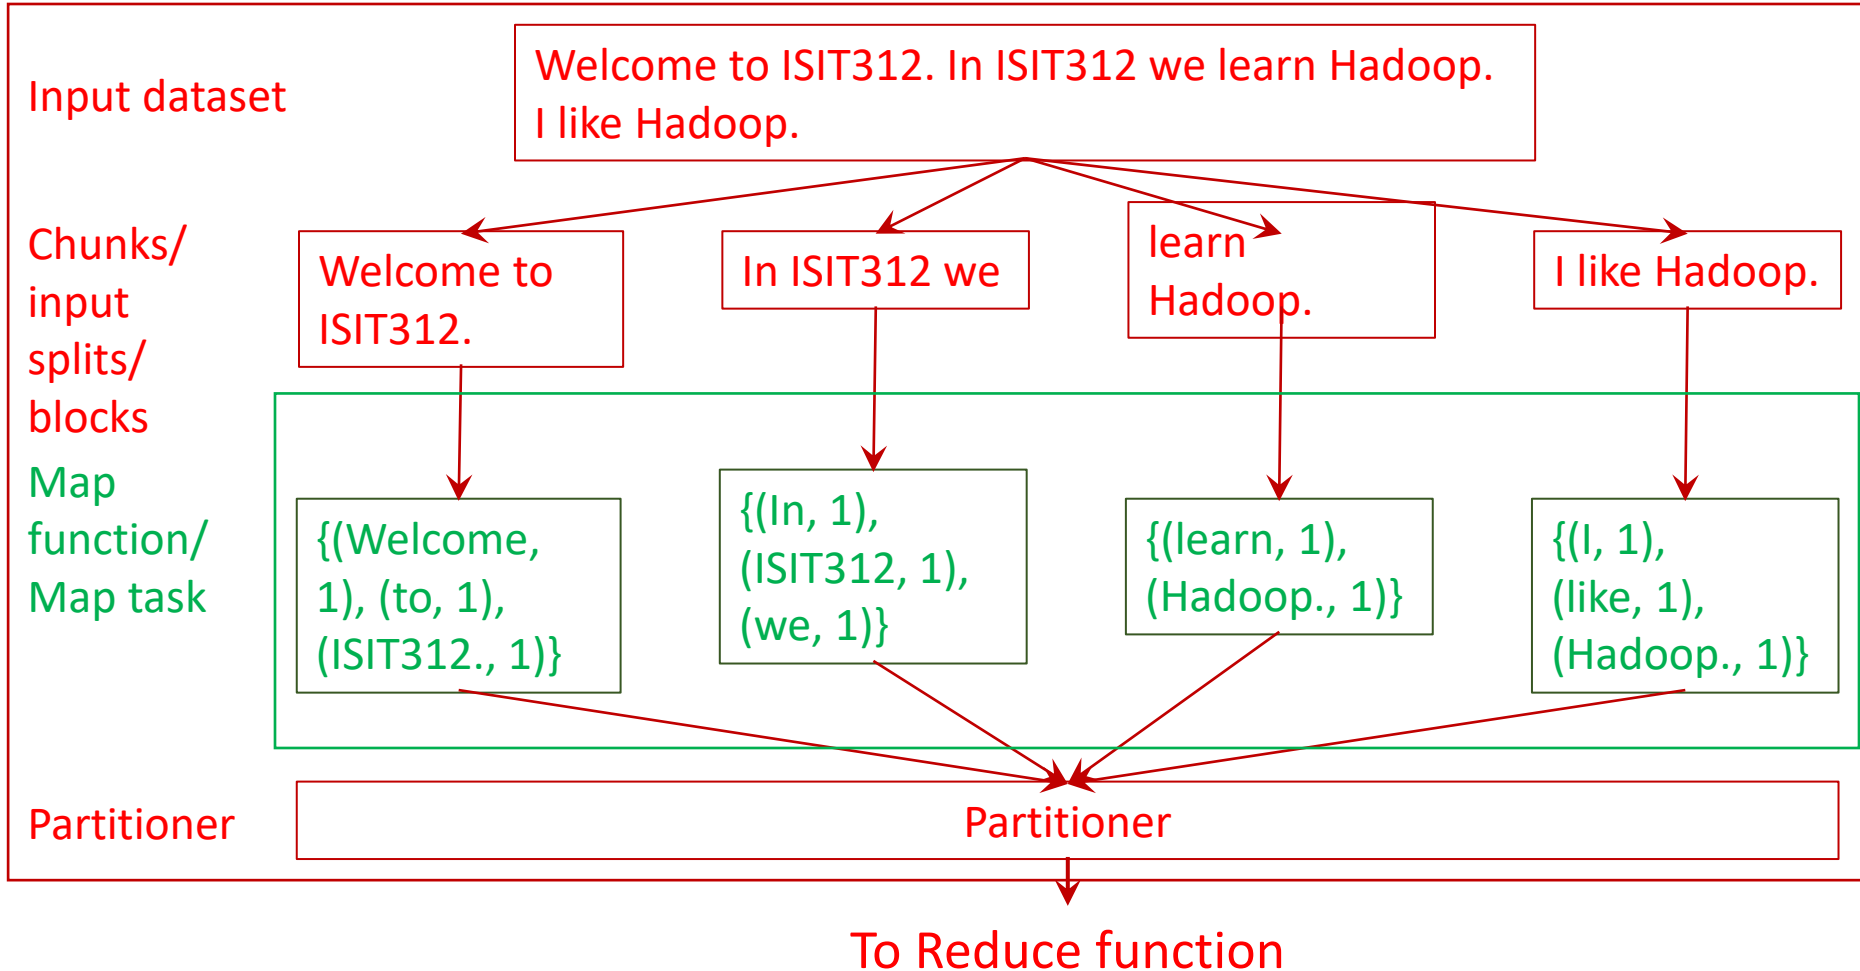 Input dataset
Welcome to ISIT312. In ISIT312 we learn Hadoop.
I like Hadoop.
Chunks/
input
splits/
blocks
Welcome to
ISIT312.
In ISIT312 we
learn
Hadoop.
I like Hadoop.
Map
function/
Map task
{(Welcome,
1), (to, 1),
(ISIT312., 1)}
{(In, 1),
(ISIT312, 1),
(we, 1)}
{(learn, 1),
(Hadoop., 1)}
{(I, 1),
(like, 1),
(Hadoop., 1)}
Partitioner
Partitioner
To Reduce function